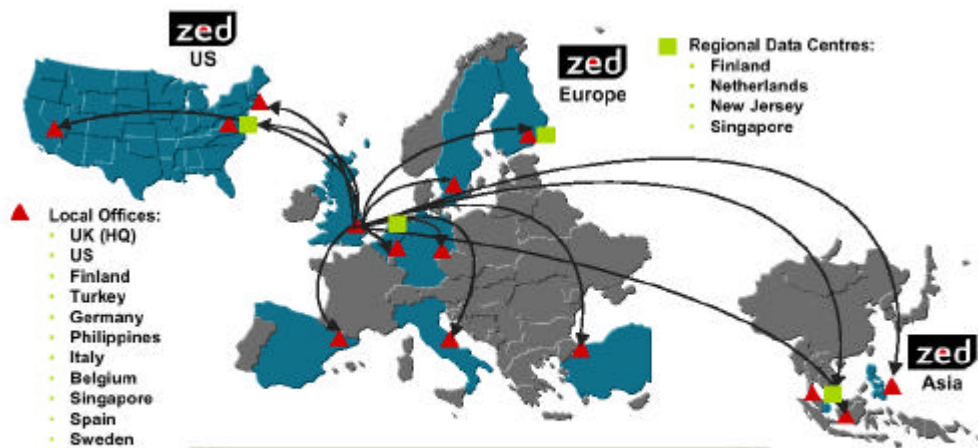 zed
US
zed
Europe
Regional Data Centres:
Finland
Netherlands
New Jersey
Singapore
Local Offices:
UK (HQ)
US
Finland
Turkey
Germany
Philippines
Italy
Belgium
Singapore
Spain
Sweden
zed
Asia